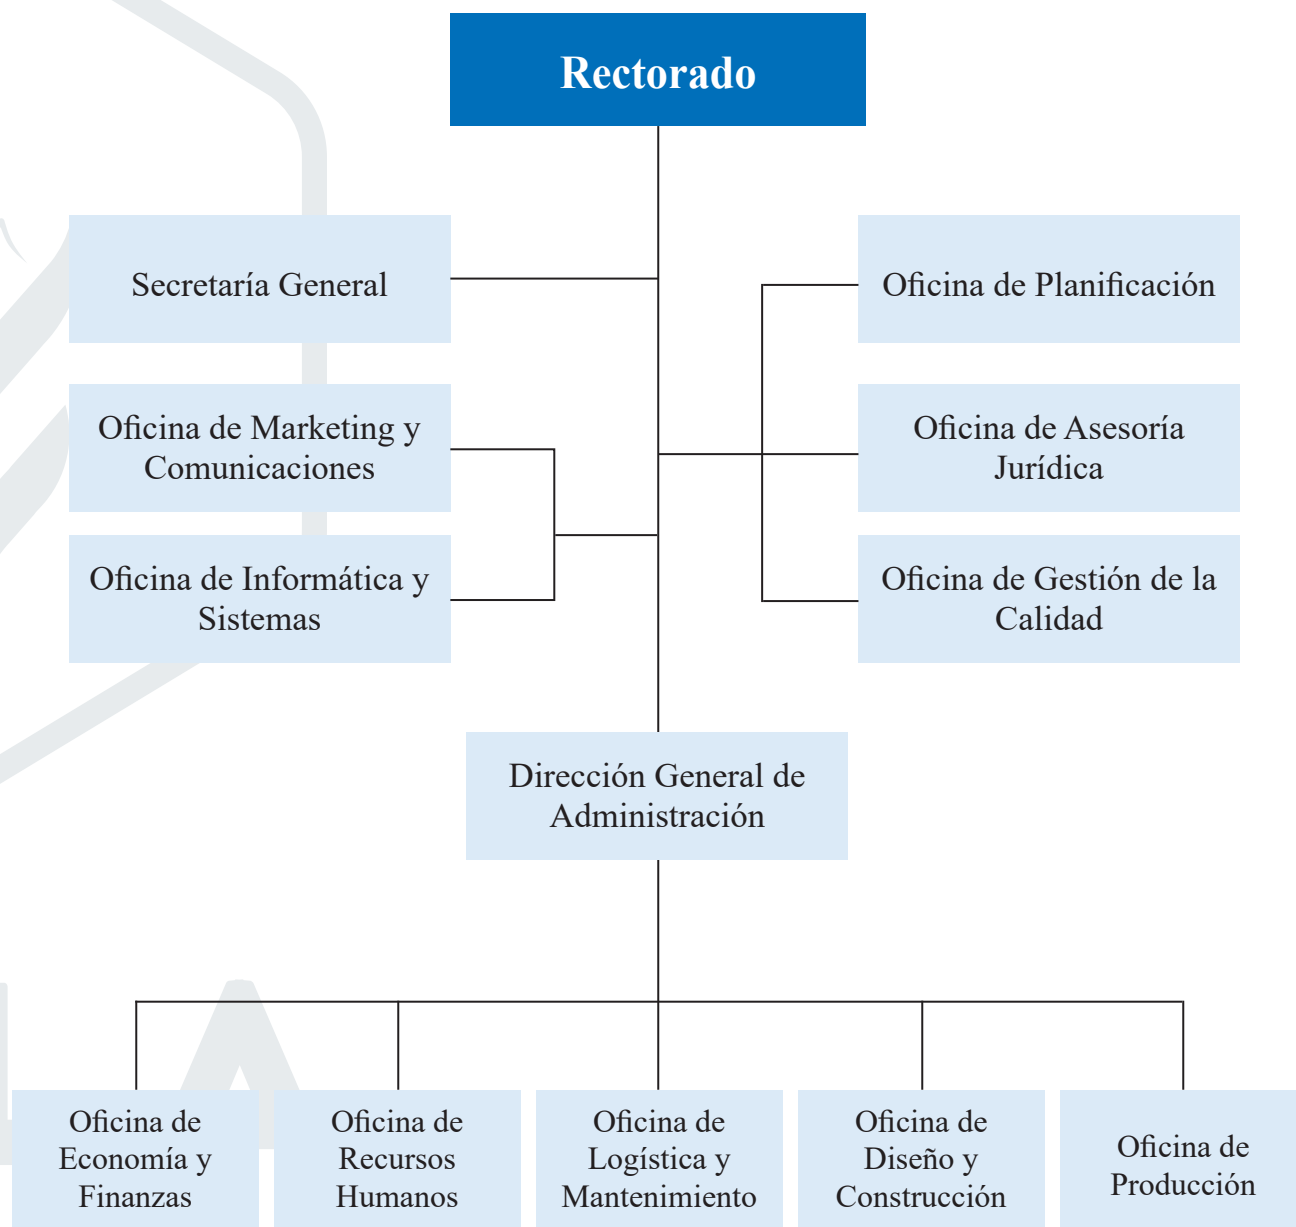 Rectorado
Secretaría General
Oficina de Planificación
Oficina de Marketing y
Comunicaciones
Oficina de Asesoría
Jurídica
Oficina de Informática y
Sistemas
Oficina de Gestión de la
Calidad
Dirección General de
Administración
Oficina de
Economía y
Finanzas
Oficina de
Recursos
Humanos
Oficina de
Logística y
Mantenimiento
Oficina de
Diseño y
Construcción
Oficina de
Producción